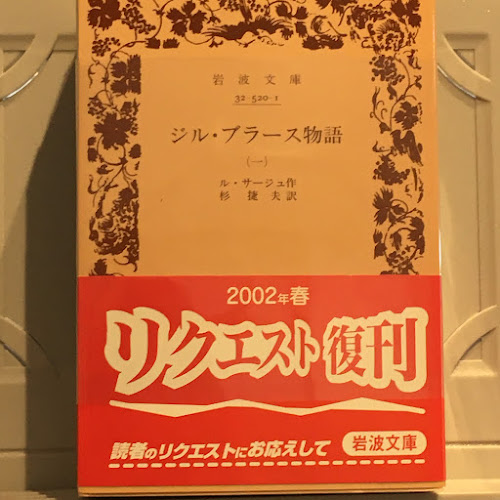 岩波文庫
32-520-1
ジル・ブラース物語
(一)
ル・サージュ作
杉捷夫訳
2002年春
リクエスト復刊
読者のリクエストにお応えして
岩波文庫